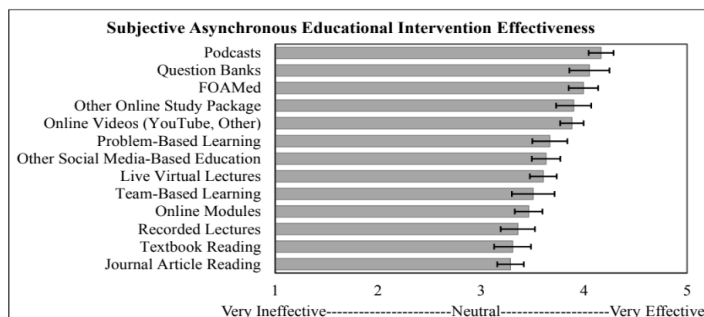 Subjective Asynchronous Educational Intervention Effectiveness
Podcasts
Question Banks
FOAMed
Other Online Study Package
Online Videos (YouTube, Other)
Problem-Based Learning
Other Social Media-Based Education
Live Virtual Lectures
Team-Based Learning
Online Modules
Recorded Lectures
Textbook Reading
Journal Article Reading
1 2 3 4 5
Very Ineffective--------------------Neutral---------------------Very Effective